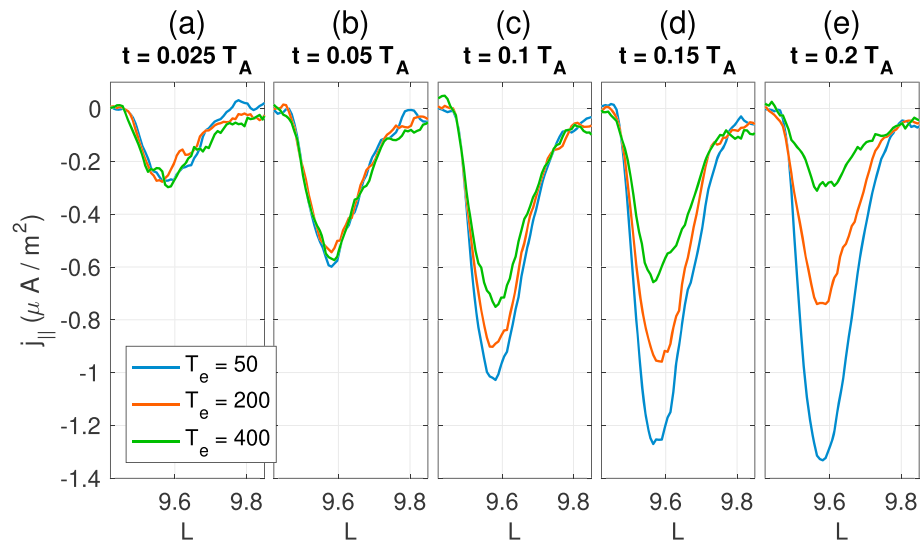 (a) (b) (c) (d) (e)
t = 0.025 T_A t = 0.05 T_A t = 0.1 T_A t = 0.15 T_A t = 0.2 T_A
0
-0.2
-0.4
-0.6
-0.8
-1
-1.2
-1.4
j_|| (μ A / m^2)
T_e = 50
T_e = 200
T_e = 400
9.6 9.8 9.6 9.8 9.6 9.8 9.6 9.8 9.6 9.8
L L L L L